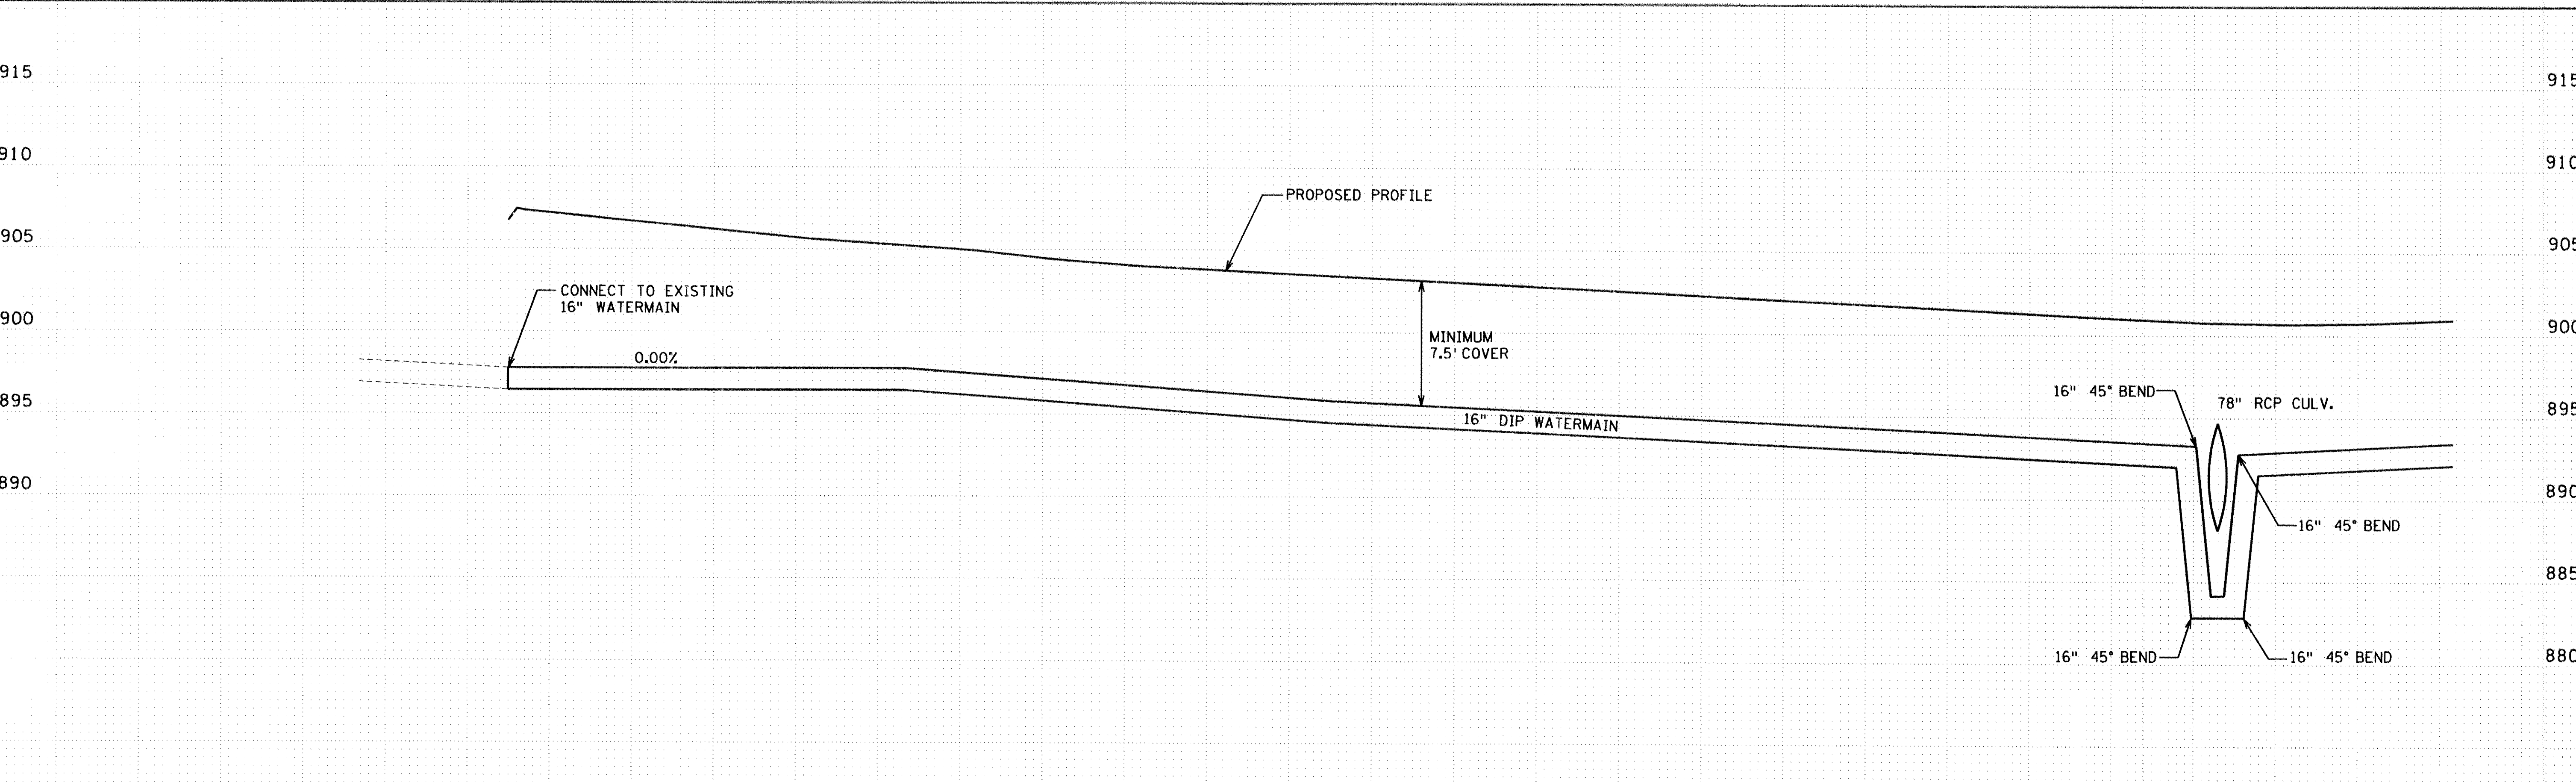 915
915
910
910
PROPOSED PROFILE
905
905
CONNECT TO EXISTING
16" WATERMAIN
900
900
MINIMUM
7.5' COVER
0.00%
16" 45° BEND
78" RCP CULV.
895
895
16" DIP WATERMAIN
890
890
16" 45° BEND
885
16" 45° BEND
16" 45° BEND
880